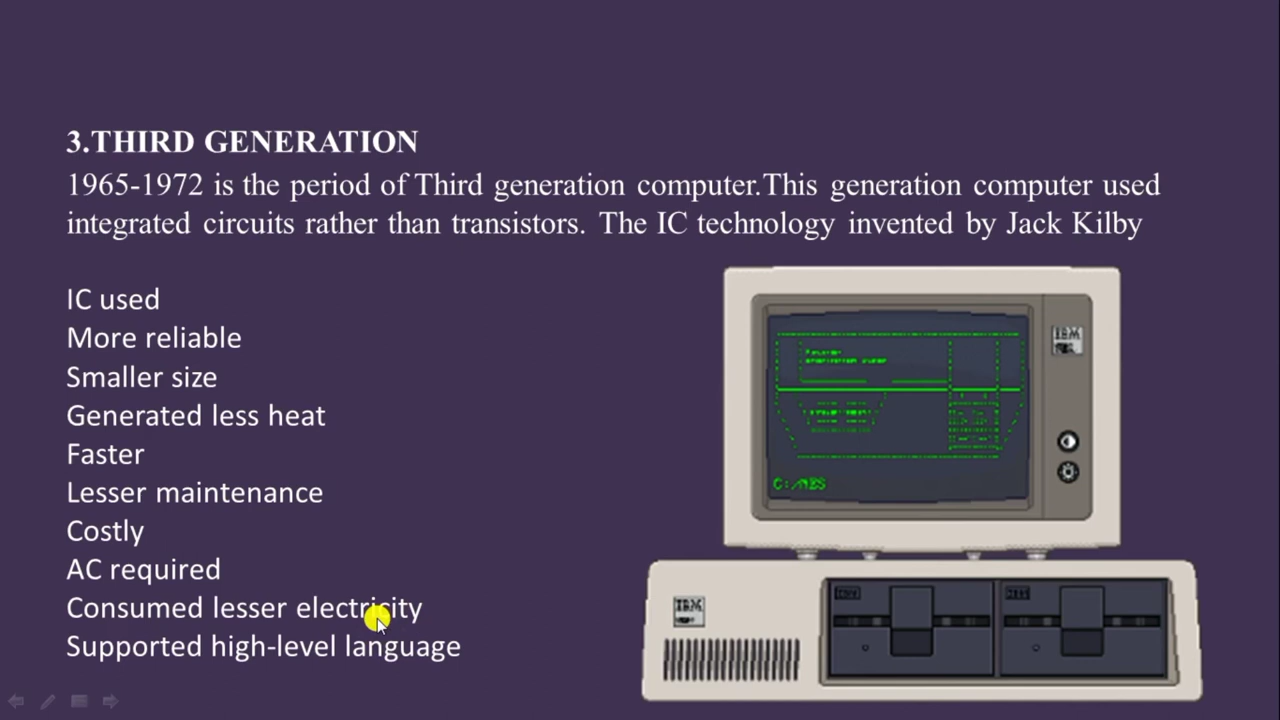 3.THIRD GENERATION
1965-1972 is the period of Third generation computer.This generation computer used
integrated circuits rather than transistors. The IC technology invented by Jack Kilby
IC used
More reliable
Smaller size
Generated less heat
Faster
Lesser maintenance
Costly
AC required
Consumed lesser electricity
Supported high-level language
IBM
IBM